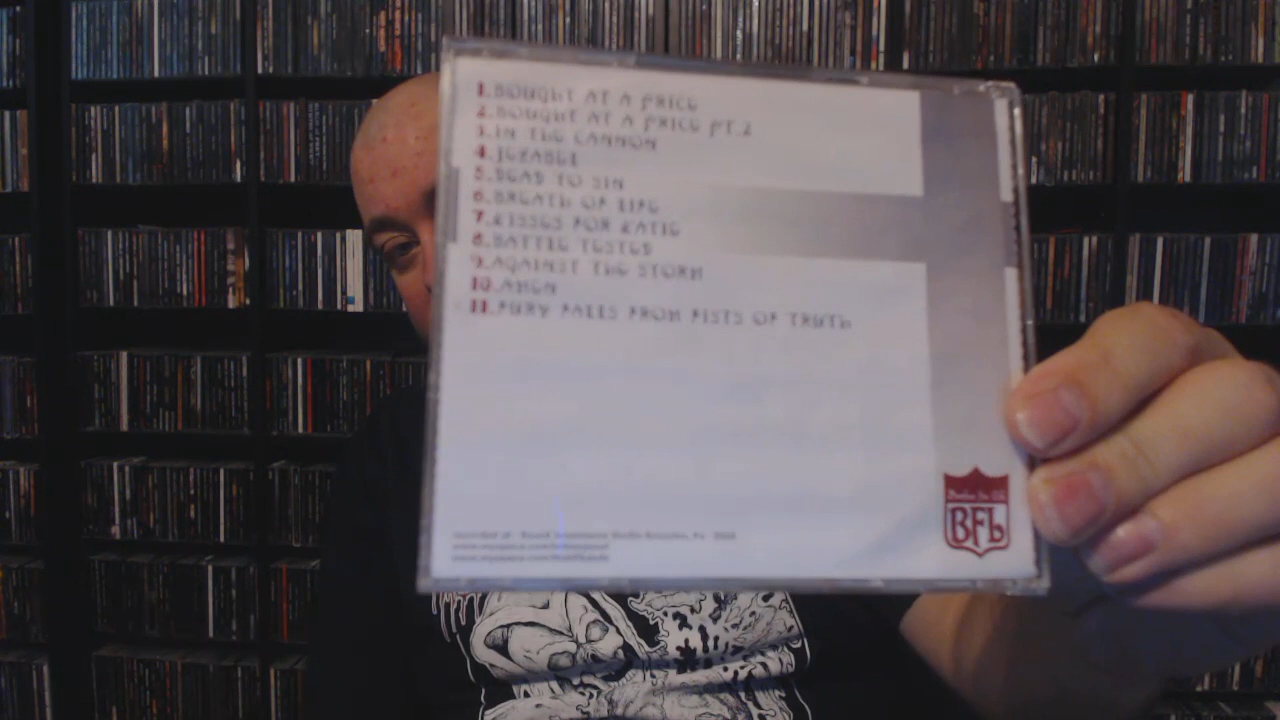 1.BOUGHT AT A PRICE
2.BOUGHT AT A PRICE PT.2
3.IN THE CANNON
4.JEZABEL
5.DEAD TO SIN
6.BREATH OF LIFE
7.KISSES FOR KATIE
8.BATTLE TESTED
9.AGAINST THE STORM
10.AMEN
11.FURY FALLS FROM FISTS OF TRUTH
BFL